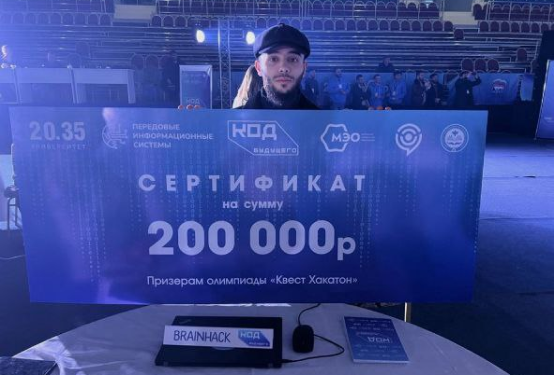 20.35
УНИВЕРСИТЕТ
ПЕРЕДОВЫЕ
ИНФОРМАЦИОННЫЕ
СИСТЕМЫ
КОД
БУДУЩЕГО
МЭО
СЕРТИФИКАТ
на сумму
200 000р
Призерам олимпиады «Квест Хакатон»
BRAINHACK
КОД